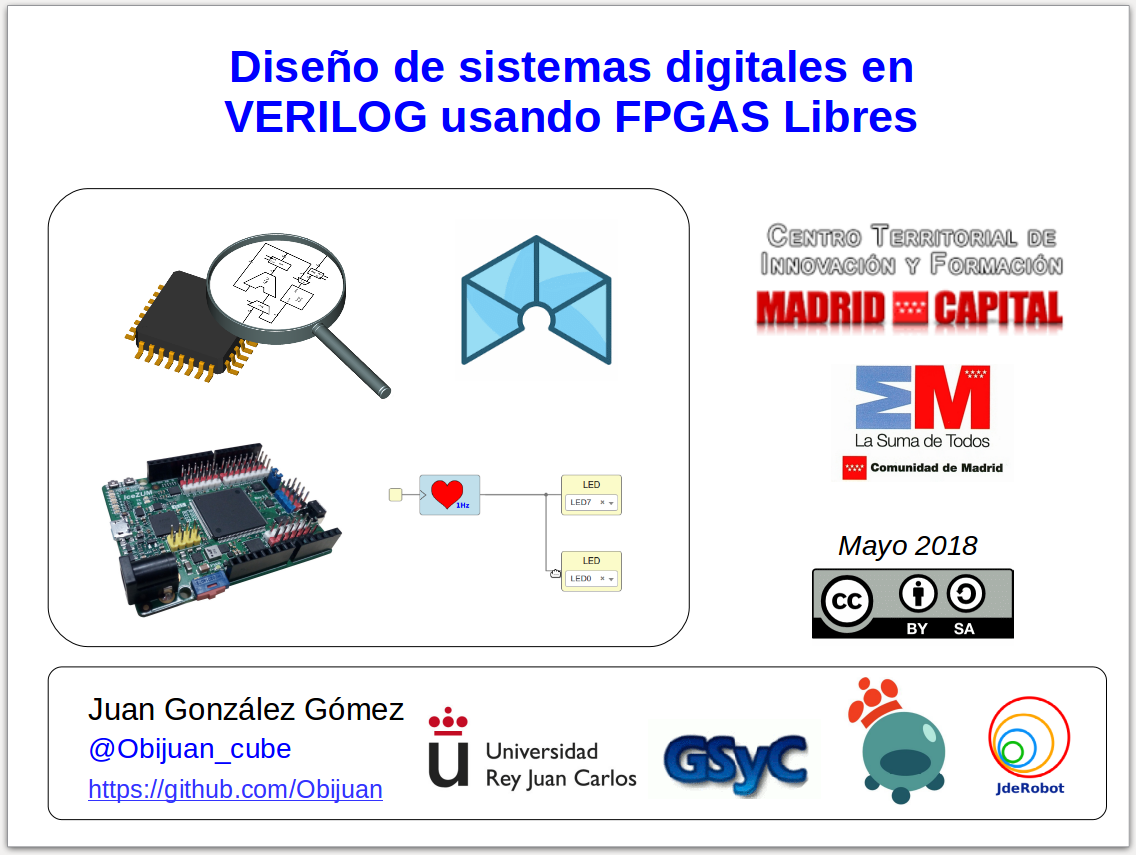 Diseño de sistemas digitales en
VERILOG usando FPGAS Libres
CENTRO TERRITORIAL DE
INNOVACIÓN Y FORMACIÓN
MADRID CAPITAL
La Suma de Todos
Comunidad de Madrid
IceZUM
1Hz
LED
LED7
LED
LED0
Mayo 2018
cc
BY SA
Juan González Gómez
@Obijuan_cube
https://github.com/Obijuan
u
Universidad
Rey Juan Carlos
GSyC
JdeRobot